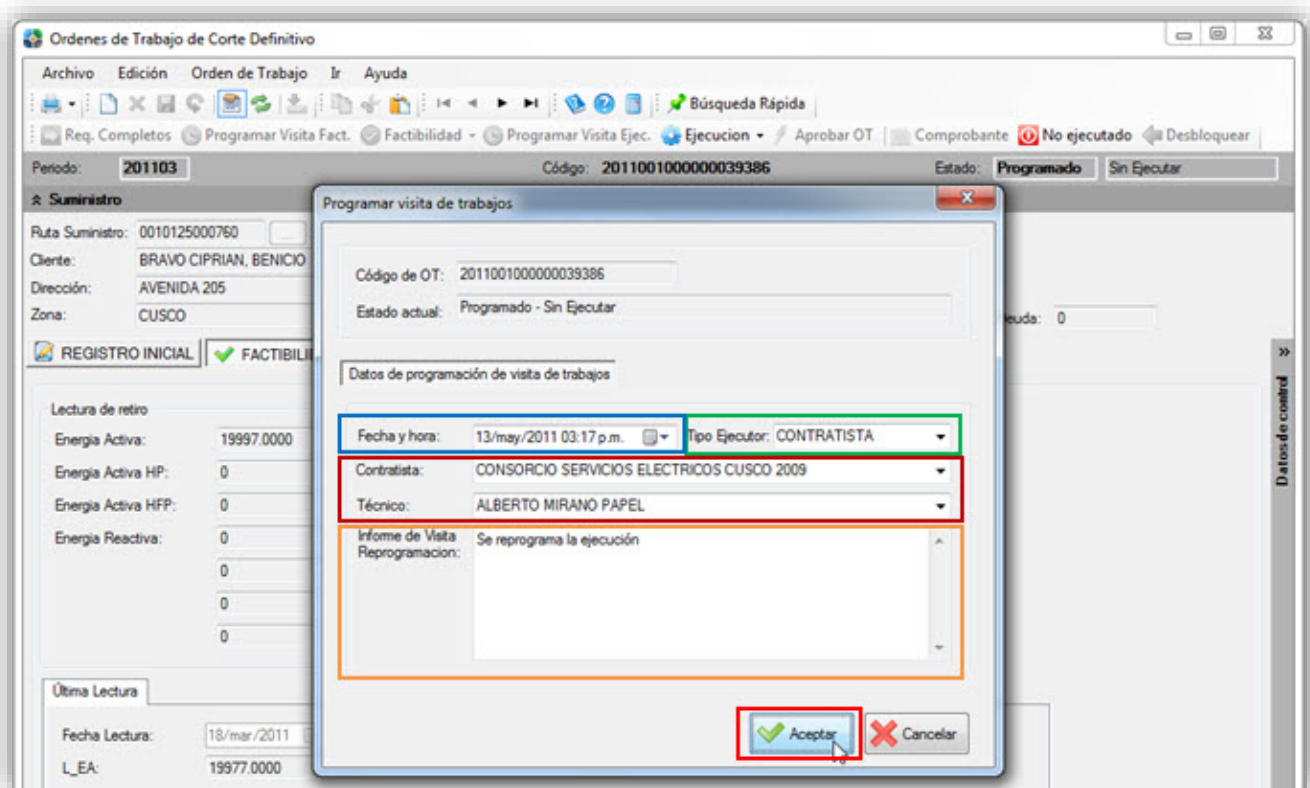 Ordenes de Trabajo de Corte Definitivo
Archivo Edición Orden de Trabajo Ir Ayuda
Búsqueda Rápida
Req. Completos Programar Visita Fact. Factibilidad Programar Visita Ejec. Ejecucion Aprobar OT Comprobante No ejecutado Desbloquear
Periodo: 201103 Código: 2011001000000039386 Estado: Programado Sin Ejecutar
Suministro
Programar visita de trabajos
Ruta Suministro: 0010125000760 ...
Cliente: BRAVO CIPRIAN, BENICIO
Dirección: AVENIDA 205
Zona: CUSCO
euda: 0
Código de OT: 2011001000000039386
Estado actual: Programado - Sin Ejecutar
REGISTRO INICIAL FACTIBILI
Datos de control
Datos de programación de visita de trabajos
Fecha y hora: 13/may/2011 03:17 p.m. Tipo Ejecutor: CONTRATISTA
Contratista: CONSORCIO SERVICIOS ELECTRICOS CUSCO 2009
Técnico: ALBERTO MIRANO PAPEL
Informe de Visita
Reprogramacion:
Se reprograma la ejecución
Aceptar Cancelar
Lectura de retiro
Energia Activa: 19997.0000
Energia Activa HP: 0
Energia Activa HFP: 0
Energia Reactiva: 0
0
0
0
Última Lectura
Fecha Lectura: 18/mar/2011
L_EA: 19977.0000